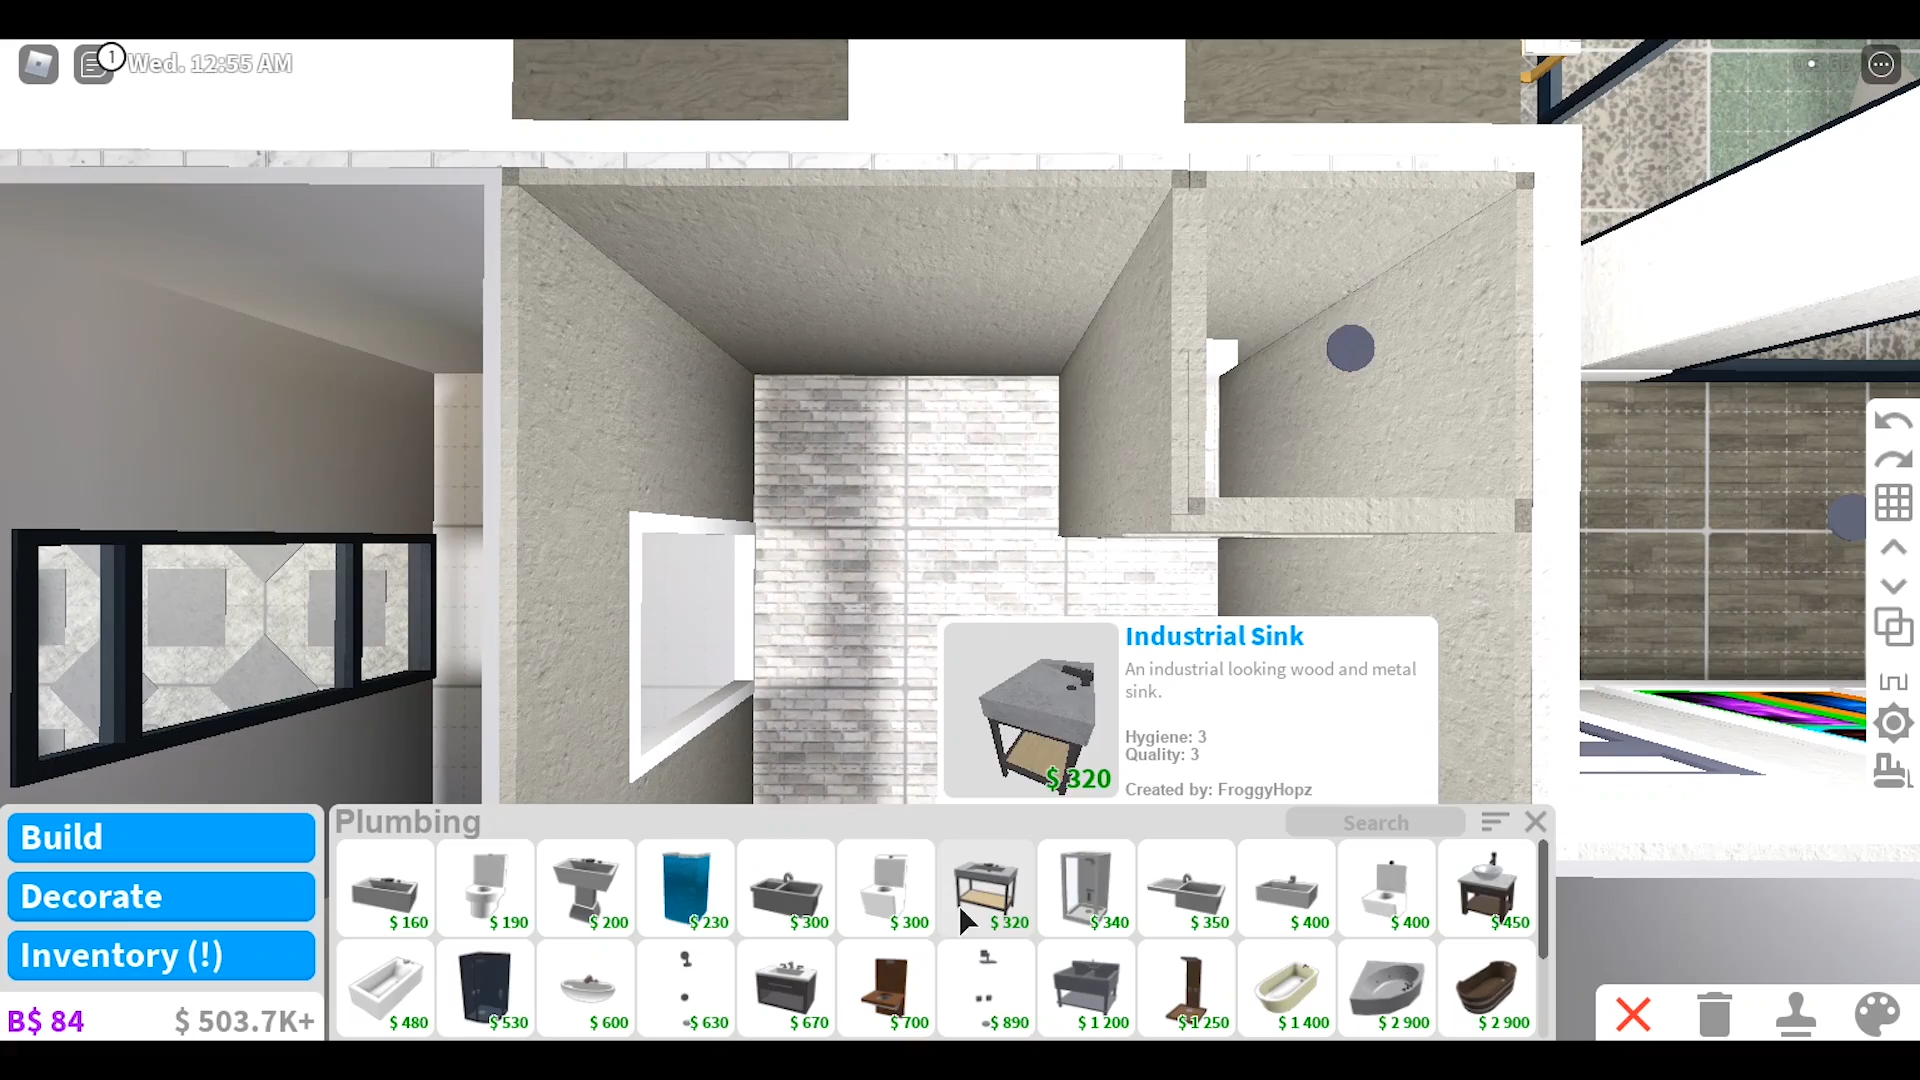 1
Wed. 12:55 AM
Industrial Sink
An industrial looking wood and metal
sink.
Hygiene: 3
Quality: 3
Created by: FroggyHopz
$ 320
Build
Decorate
Inventory (!)
B$ 84
$ 503.7K+
Plumbing
Search
$ 160
$ 190
$ 200
$ 230
$ 300
$ 300
$ 320
$ 340
$ 350
$ 400
$ 400
$ 450
$ 480
$ 530
$ 600
$ 630
$ 670
$ 700
$ 890
$ 1 200
$ 1 250
$ 1 400
$ 2 900
$ 2 900